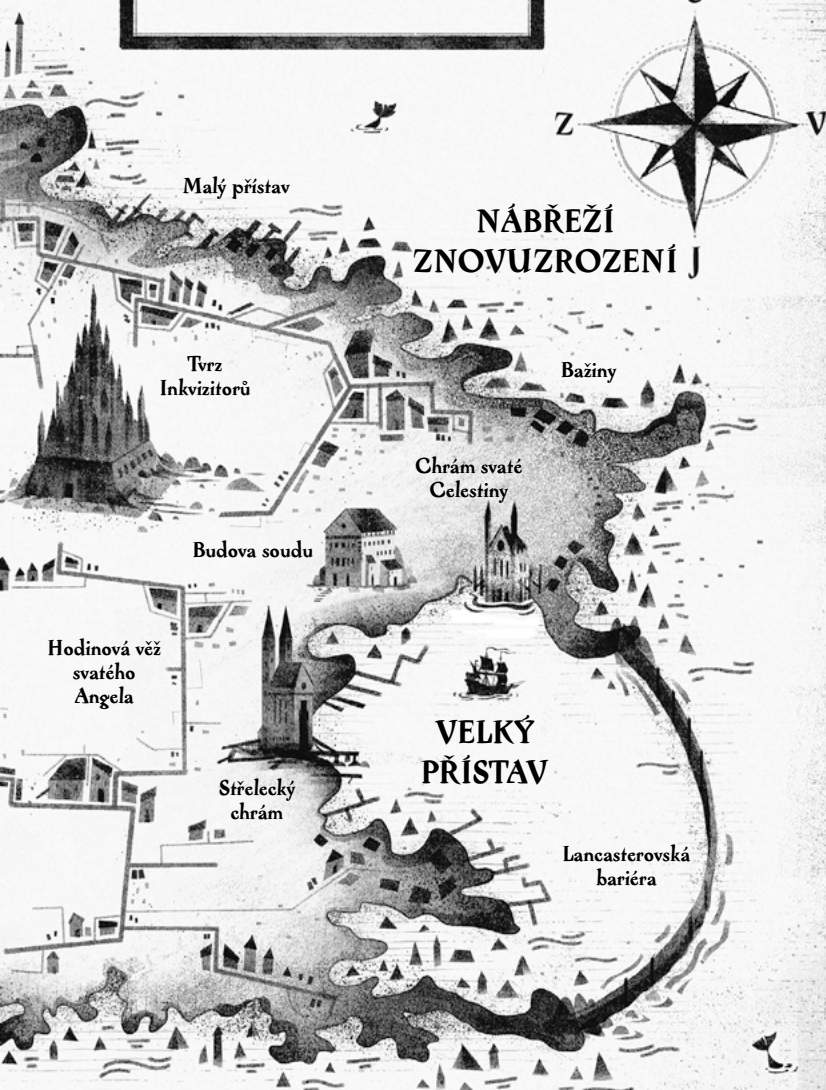 Z
V
Malý přístav
NÁBŘEŽÍ
ZNOVUZROZENÍ
J
Tvrz
Inkvizitorů
Bažiny
Chrám svaté
Celestiny
Budova soudu
Hodinová věž
svatého
Angela
VELKÝ
PŘÍSTAV
Střelecký
chrám
Lancasterovská
bariéra